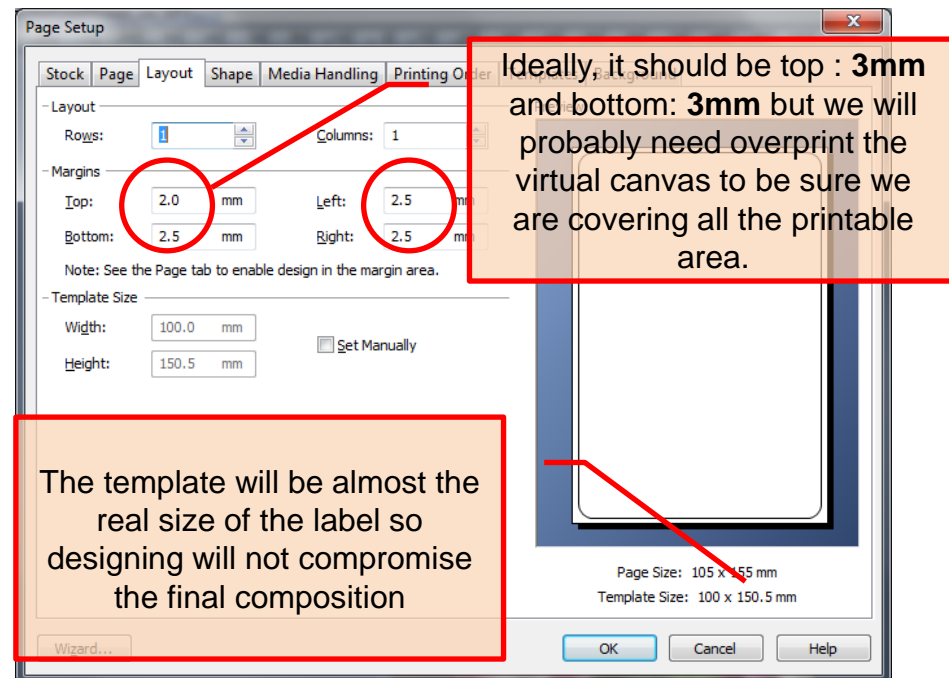 Page Setup
Stock Page Layout Shape Media Handling Printing Order Templates Background
Layout
Preview
Rows: 1 Columns: 1
Margins
Top: 2.0 mm Left: 2.5 mm
Bottom: 2.5 mm Right: 2.5 mm
Note: See the Page tab to enable design in the margin area.
Template Size
Width: 100.0 mm
Set Manually
Height: 150.5 mm
Ideally, it should be top : 3mm
and bottom: 3mm but we will
probably need overprint the
virtual canvas to be sure we
are covering all the printable
area.
The template will be almost the
real size of the label so
designing will not compromise
the final composition
Page Size: 105 x 155 mm
Template Size: 100 x 150.5 mm
Wizard... OK Cancel Help